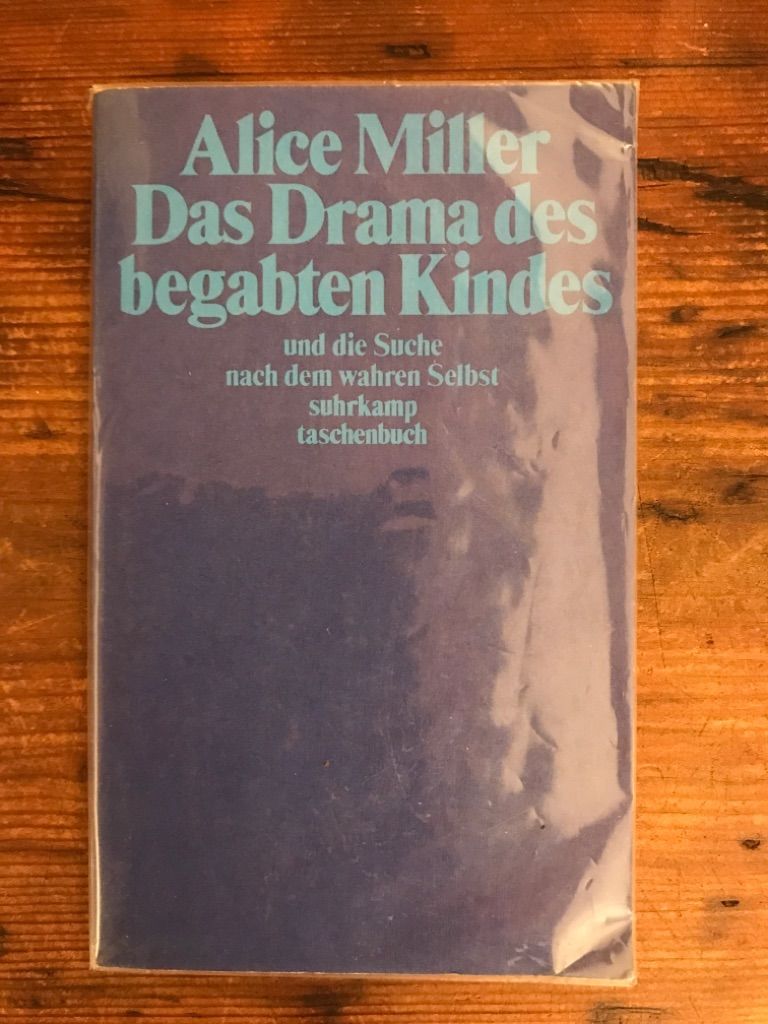 Alice Miller
Das Drama des
begabten Kindes
und die Suche
nach dem wahren Selbst
suhrkamp
taschenbuch